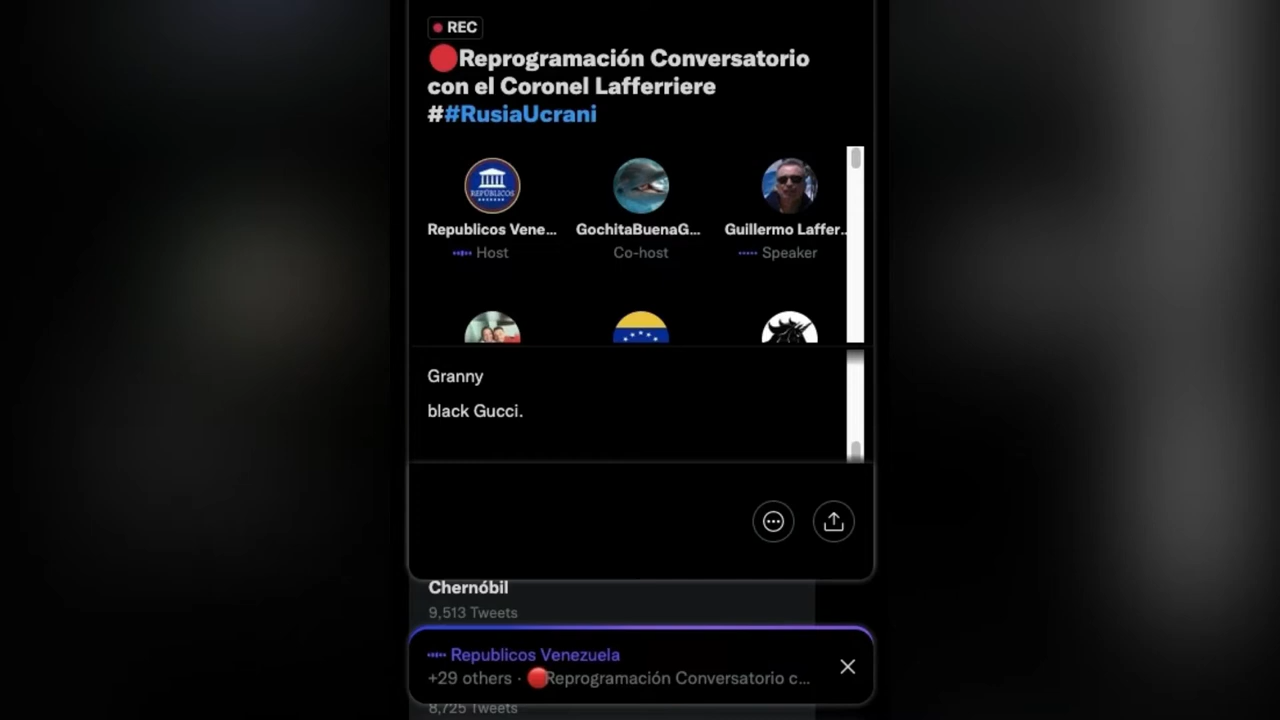 REC
🔴Reprogramación Conversatorio
con el Coronel Lafferriere
##RusiaUcrani
REPÚBLICOS
Republicos Vene...
GochitaBuenaG...
Guillermo Laffer..
Host
Co-host
Speaker
Granny
black Gucci.
Chernóbil
9,513 Tweets
Republicos Venezuela
+29 others · 🔴Reprogramación Conversatorio c...
8,725 Tweets